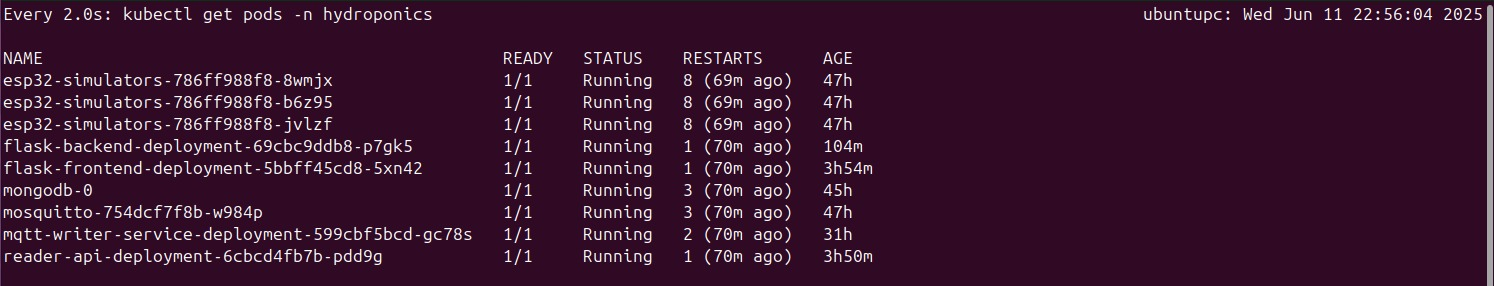 Every 2.0s: kubectl get pods -n hydroponics ubuntupc: Wed Jun 11 22:56:04 2025
NAME READY STATUS RESTARTS AGE
esp32-simulators-786ff988f8-8wmjx 1/1 Running 8 (69m ago) 47h
esp32-simulators-786ff988f8-b6z95 1/1 Running 8 (69m ago) 47h
esp32-simulators-786ff988f8-jvlzf 1/1 Running 8 (69m ago) 47h
flask-backend-deployment-69cbc9ddb8-p7gk5 1/1 Running 1 (70m ago) 104m
flask-frontend-deployment-5bbff45cd8-5xn42 1/1 Running 1 (70m ago) 3h54m
mongodb-0 1/1 Running 3 (70m ago) 45h
mosquitto-754dcf7f8b-w984p 1/1 Running 3 (70m ago) 47h
mqtt-writer-service-deployment-599cbf5bcd-gc78s 1/1 Running 2 (70m ago) 31h
reader-api-deployment-6cbcd4fb7b-pdd9g 1/1 Running 1 (70m ago) 3h50m